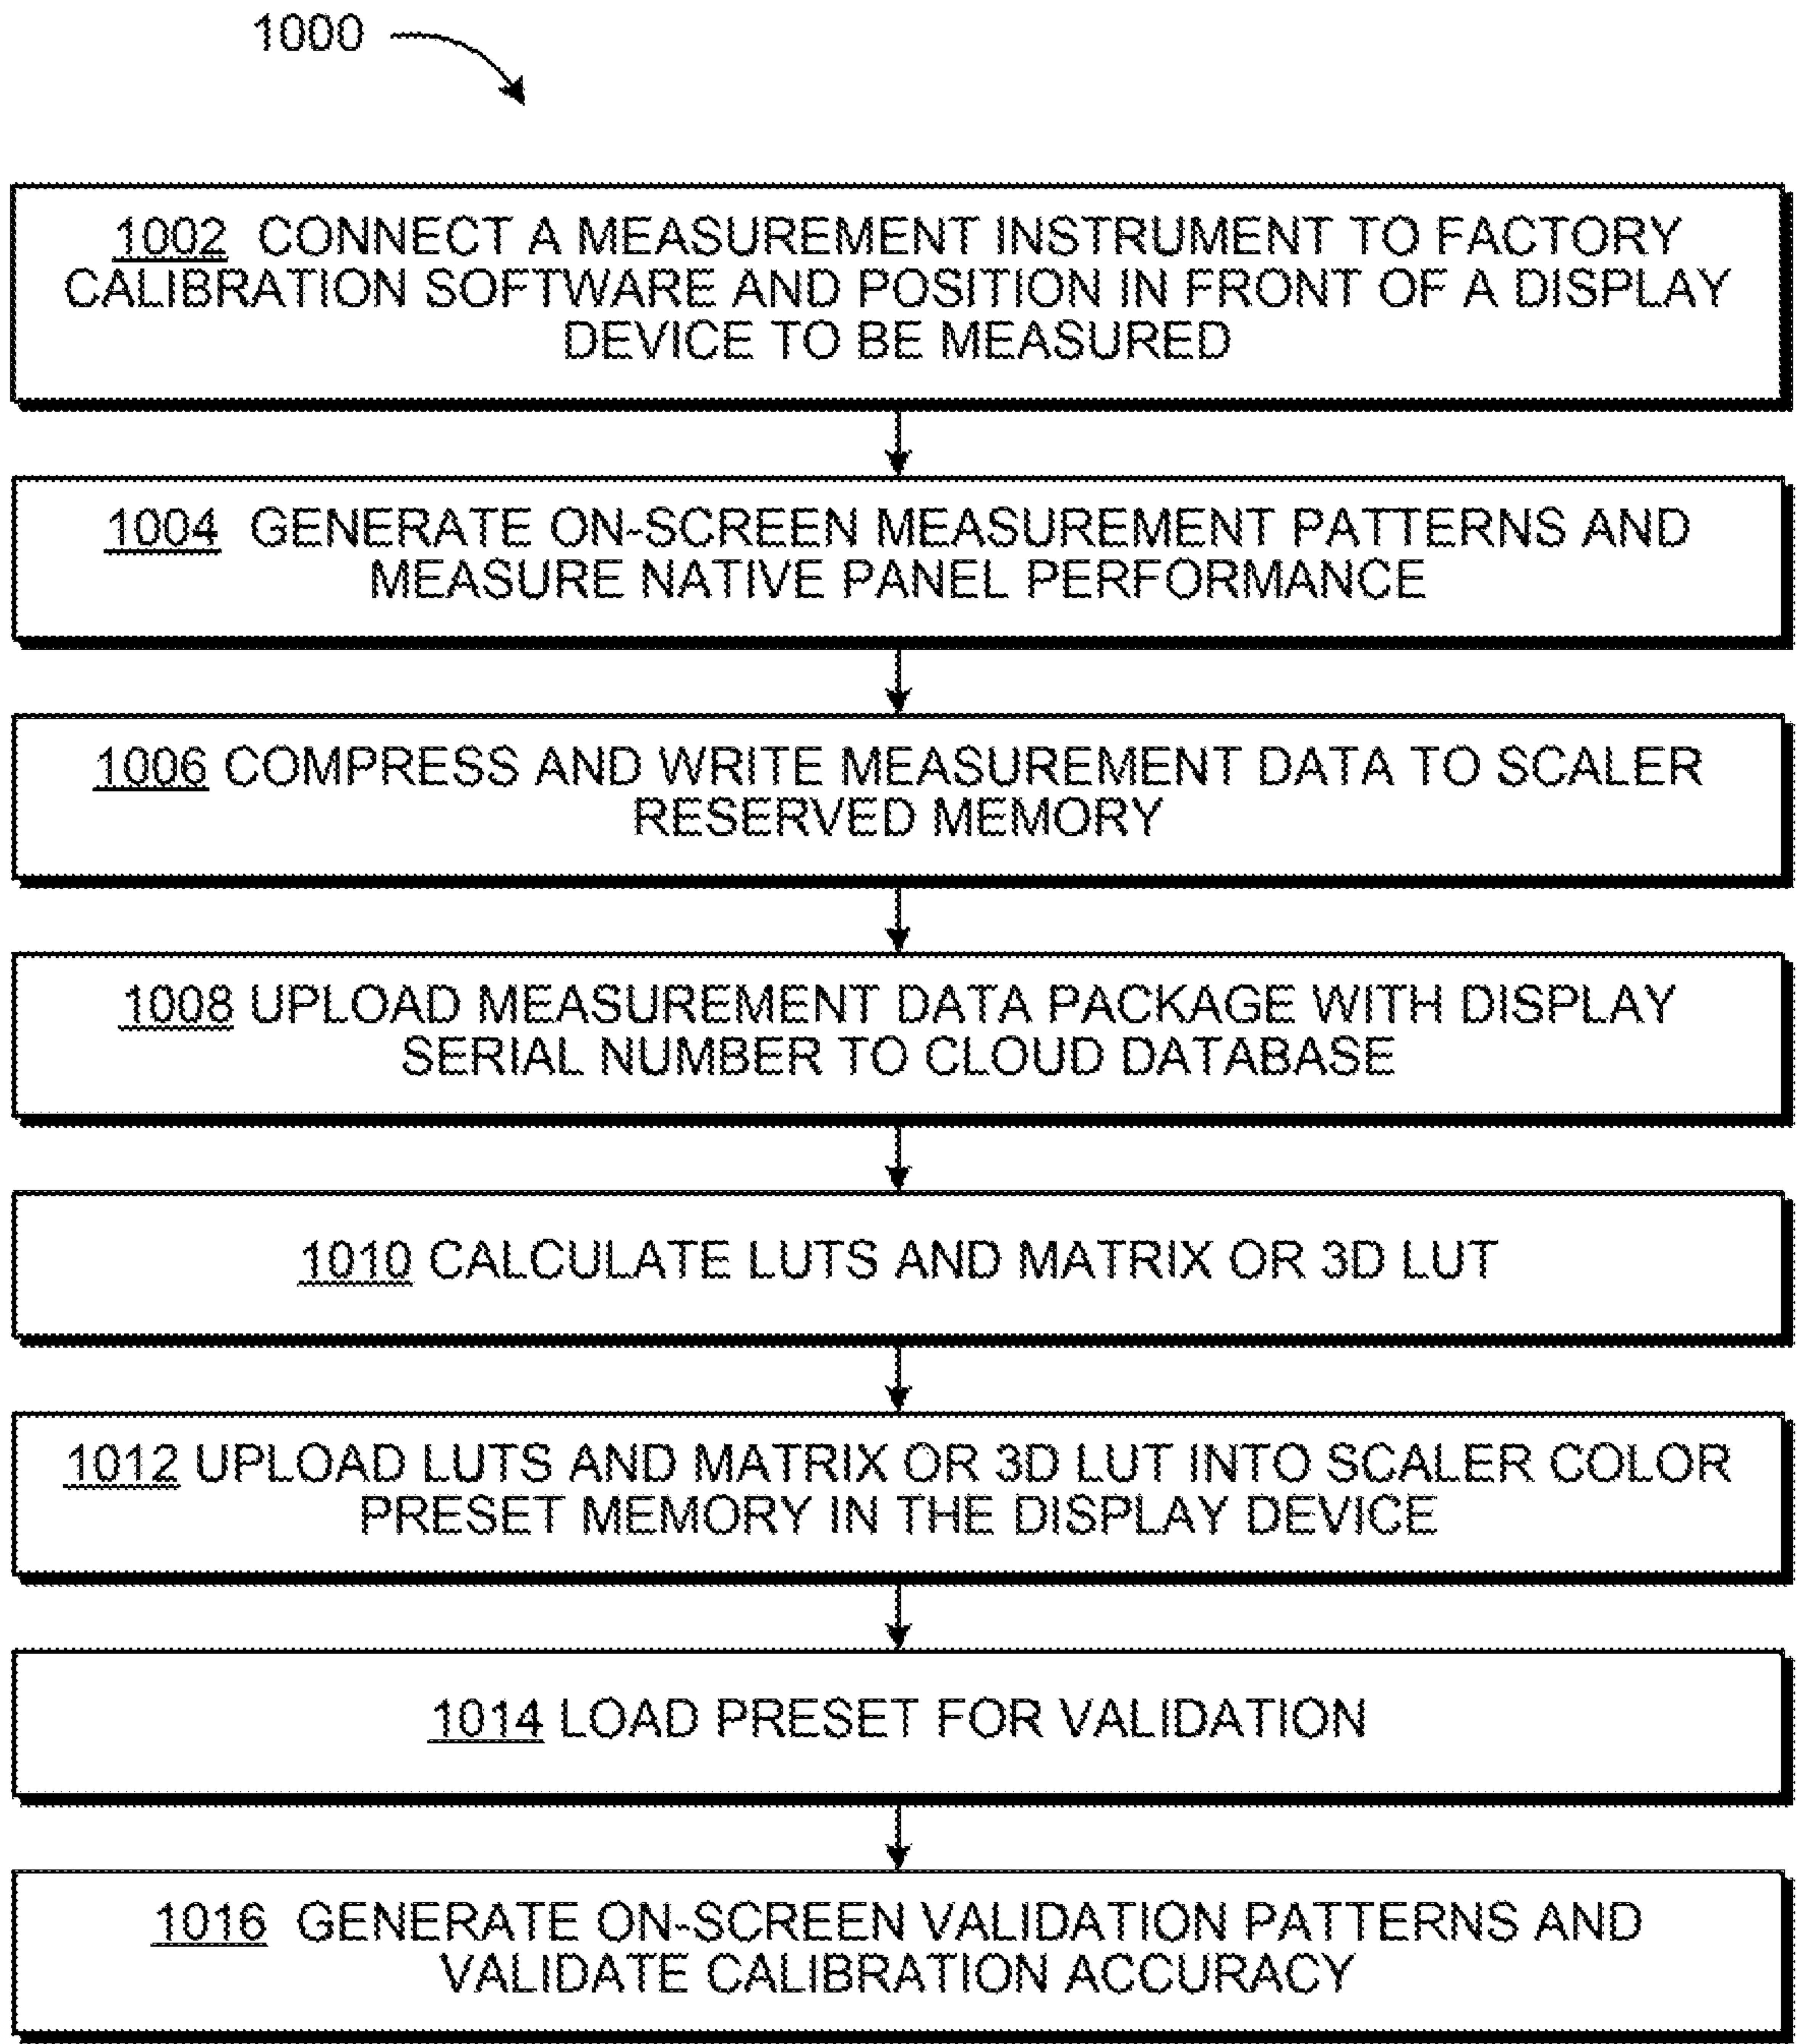 1000
1002 CONNECT A MEASUREMENT INSTRUMENT TO FACTORY
CALIBRATION SOFTWARE AND POSITION IN FRONT OF A DISPLAY
DEVICE TO BE MEASURED
1004 GENERATE ON-SCREEN MEASUREMENT PATTERNS AND
MEASURE NATIVE PANEL PERFORMANCE
1006 COMPRESS AND WRITE MEASUREMENT DATA TO SCALER
RESERVED MEMORY
1008 UPLOAD MEASUREMENT DATA PACKAGE WITH DISPLAY
SERIAL NUMBER TO CLOUD DATABASE
1010 CALCULATE LUTS AND MATRIX OR 3D LUT
1012 UPLOAD LUTS AND MATRIX OR 3D LUT INTO SCALER COLOR
PRESET MEMORY IN THE DISPLAY DEVICE
1014 LOAD PRESET FOR VALIDATION
1016 GENERATE ON-SCREEN VALIDATION PATTERNS AND
VALIDATE CALIBRATION ACCURACY